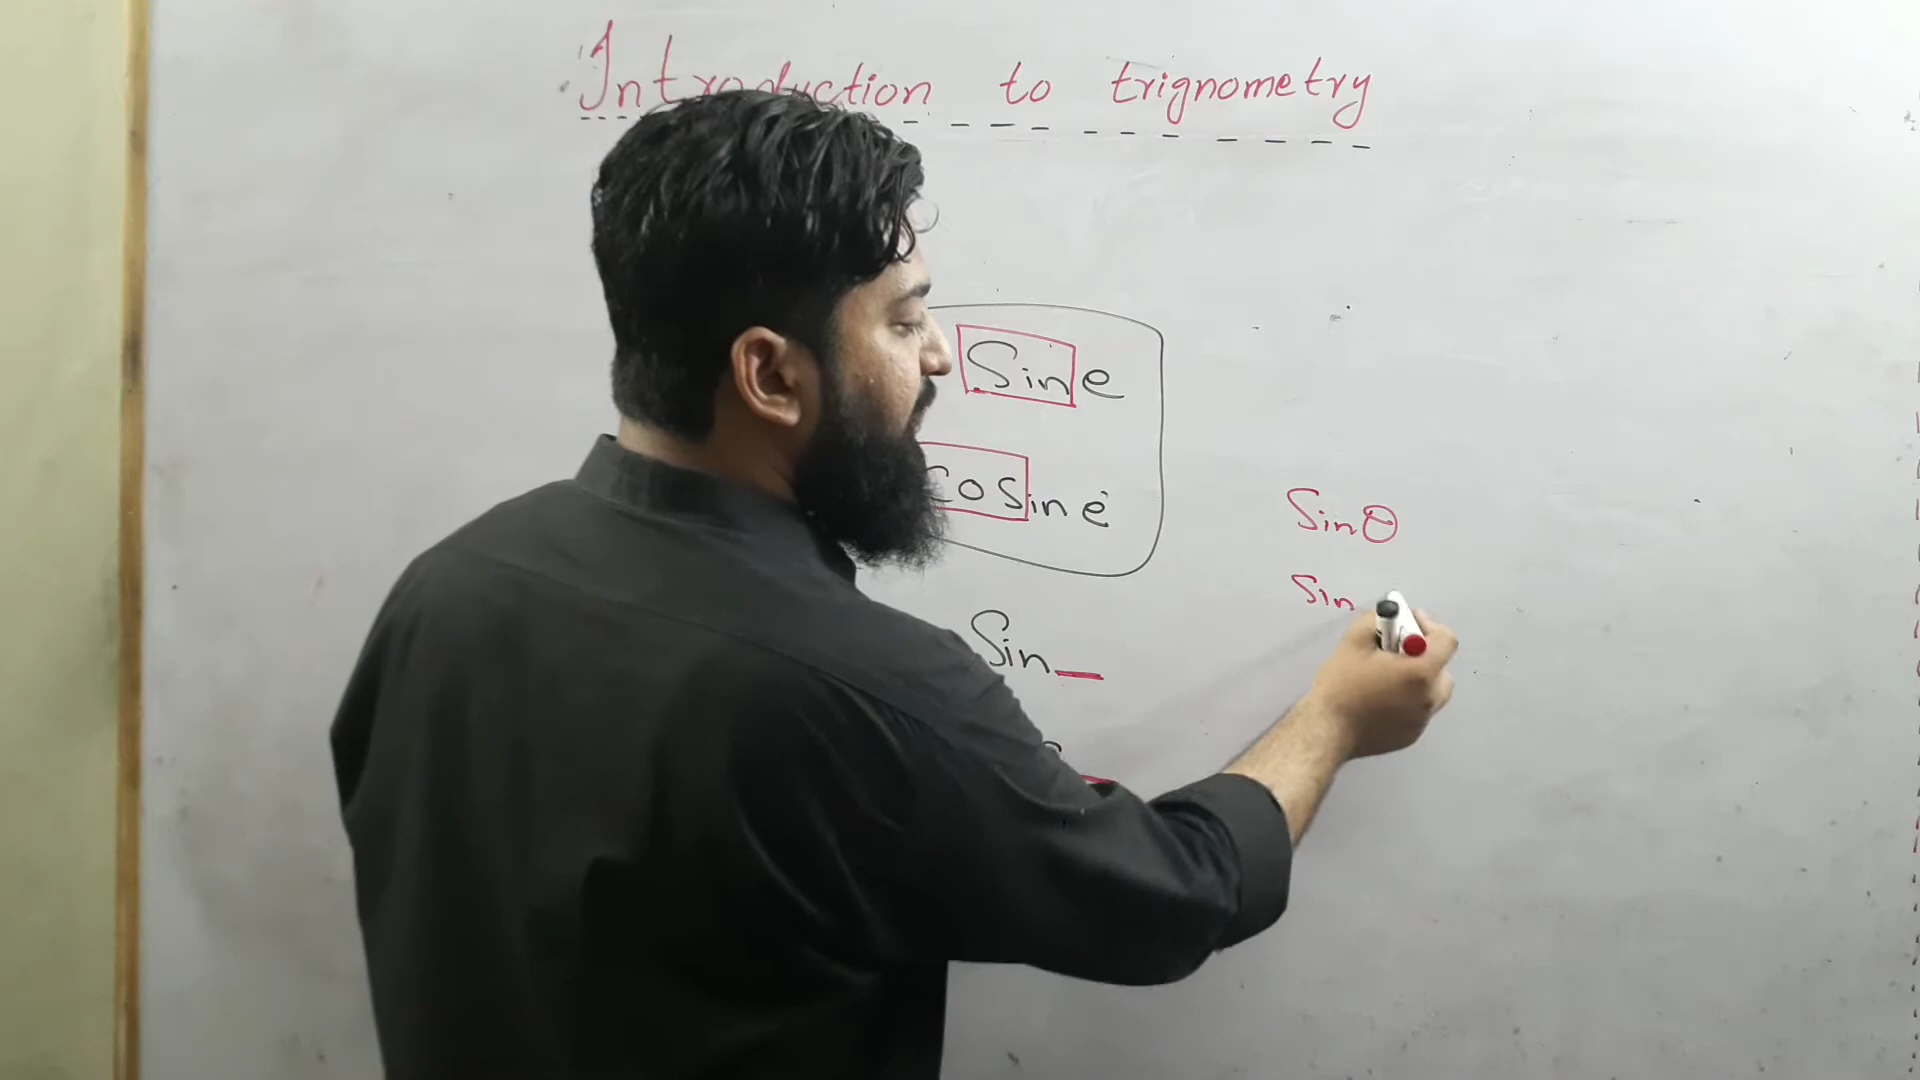 Introduction to trignometry
Sine
Cosine
Sinθ
Sin
Sin_